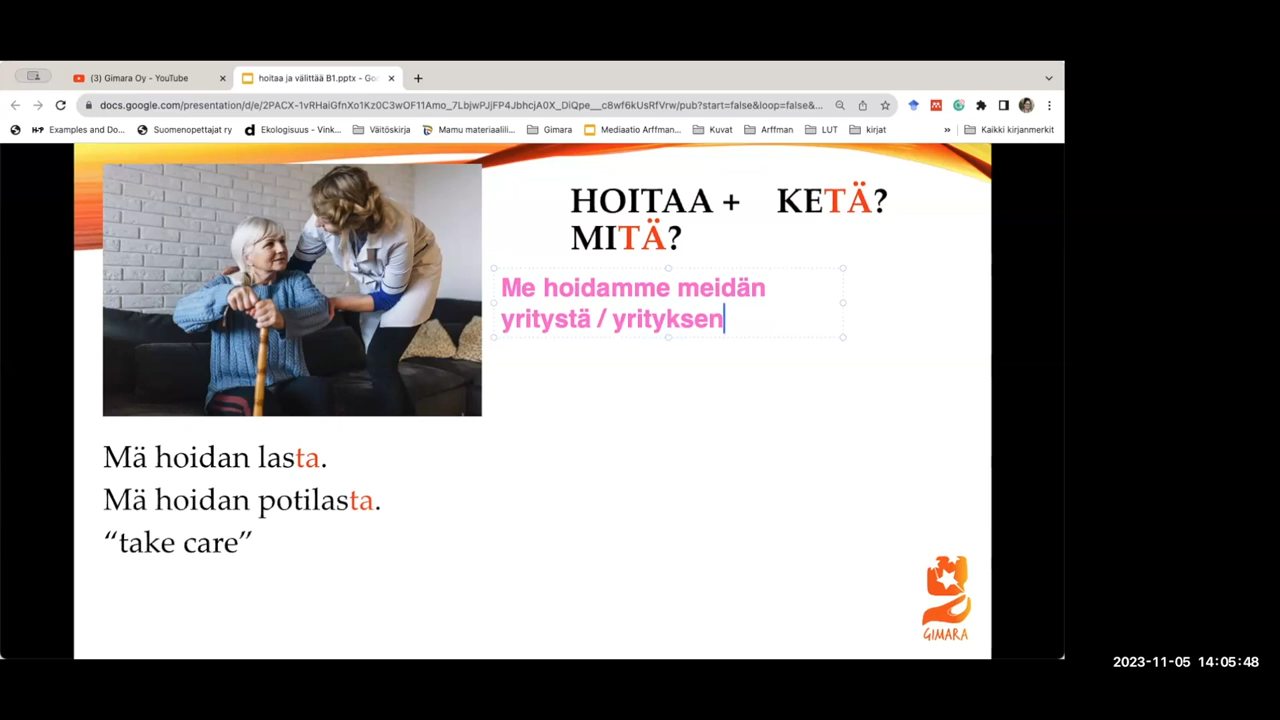 (3) Gimara Oy - YouTube
hoitaa ja välittää B1.pptx - Go
docs.google.com/presentation/d/e/2PACX-1vRHaiGfnXo1Kz0C3wOF11Amo_7LbjwPJjFP4JbhcjA0X_DiQpe__c8wf6kUsRfVrw/pub?start=false&loop=false&...
Examples and Do... Suomenopettajat ry Ekologisuus - Vink... Väitöskirja Mamu materiaalili... Gimara Mediaatio Arffman... Kuvat Arffman LUT kirjat » Kaikki kirjanmerkit
HOITAA + KETÄ?
MITÄ?
Me hoidamme meidän
yritystä / yrityksen
Mä hoidan lasta.
Mä hoidan potilasta.
“take care”
GIMARA
2023-11-05 14:05:48